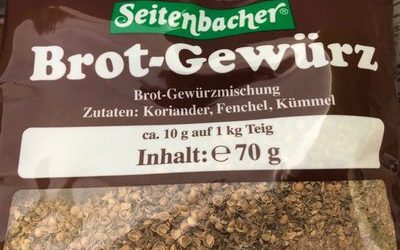 Seitenbacher®
Brot-Gewürz
Brot-Gewürzmischung
Zutaten: Koriander, Fenchel, Kümmel
ca. 10 g auf 1 kg Teig
Inhalt: ℮ 70 g